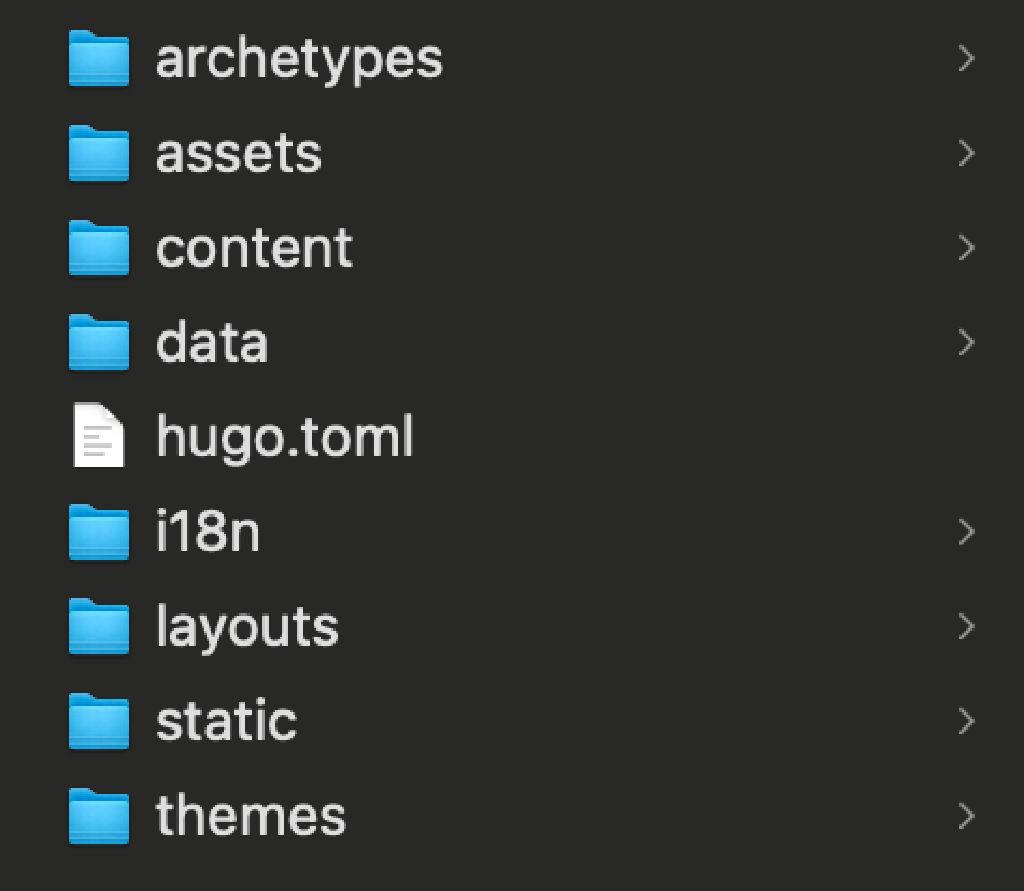 archetypes
assets
content
data
hugo.toml
i18n
layouts
static
themes